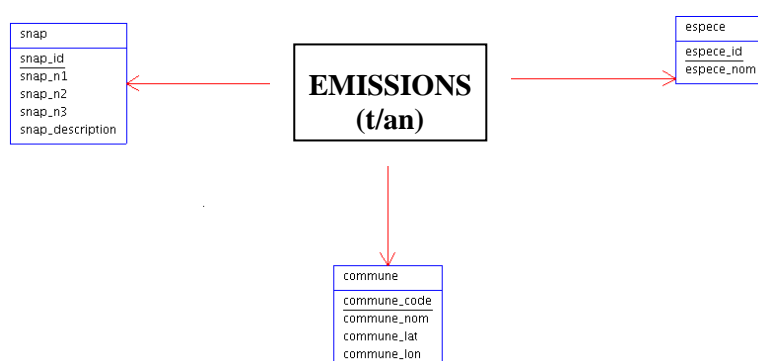 snap
snap_id
snap_n1
snap_n2
snap_n3
snap_description
EMISSIONS
(t/an)
espece
espece_id
espece_nom
commune
commune_code
commune_nom
commune_lat
commune_lon